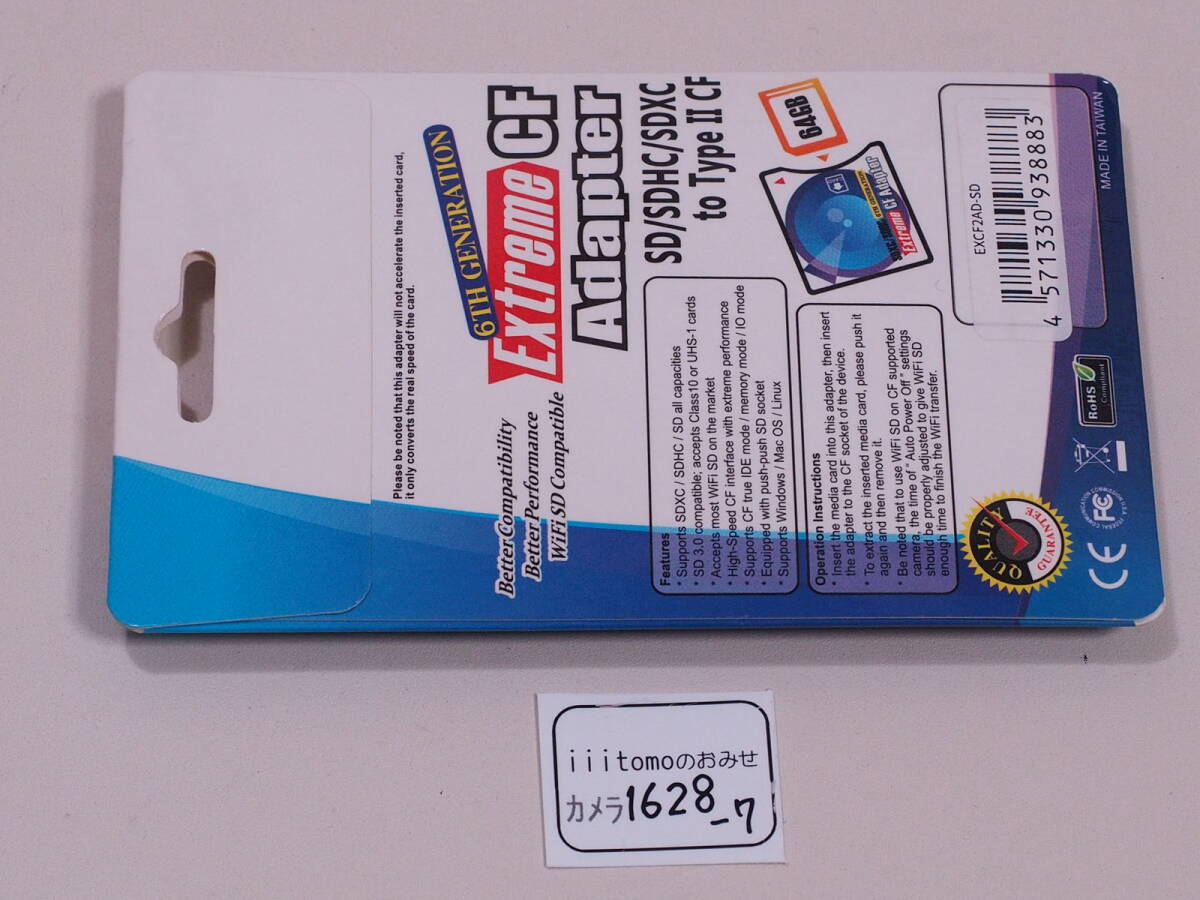 Please be noted that this adapter will not accelerate the inserted card,
it only converts the real speed of the card.
6TH GENERATION
Extreme CF
Adapter
SD/SDHC/SDXC
to Type II CF
Better Compatibility
Better Performance
WiFi SD Compatible
64GB
6TH GENERATION
Extreme CF Adapter
Features
* Supports SDXC / SDHC / SD all capacities
* SD 3.0 compatible; accepts Class10 or UHS-1 cards
* Accepts most WiFi SD on the market
* High-Speed CF interface with extreme performance
* Supports CF true IDE mode / memory mode / IO mode
* Equipped with push-push SD socket
* Supports Windows / Mac OS / Linux
Operation Instructions
* Insert the media card into this adapter, then insert
the adapter to the CF socket of the device.
* To extract the inserted media card, please push it
again and then remove it.
* Be noted that to use WiFi SD on CF supported
camera, the time of " Auto Power Off " settings
should be properly adjusted to give WiFi SD
enough time to finish the WiFi transfer.
EXCF2AD-SD
4 571330 938883
MADE IN TAIWAN
RoHS
Compliant
QUALITY
GUARANTEE
FEDERAL COMMUNICATION COMMISSION U.S.A
FC
CE
iiitomoのおみせ
カメラ1628-7